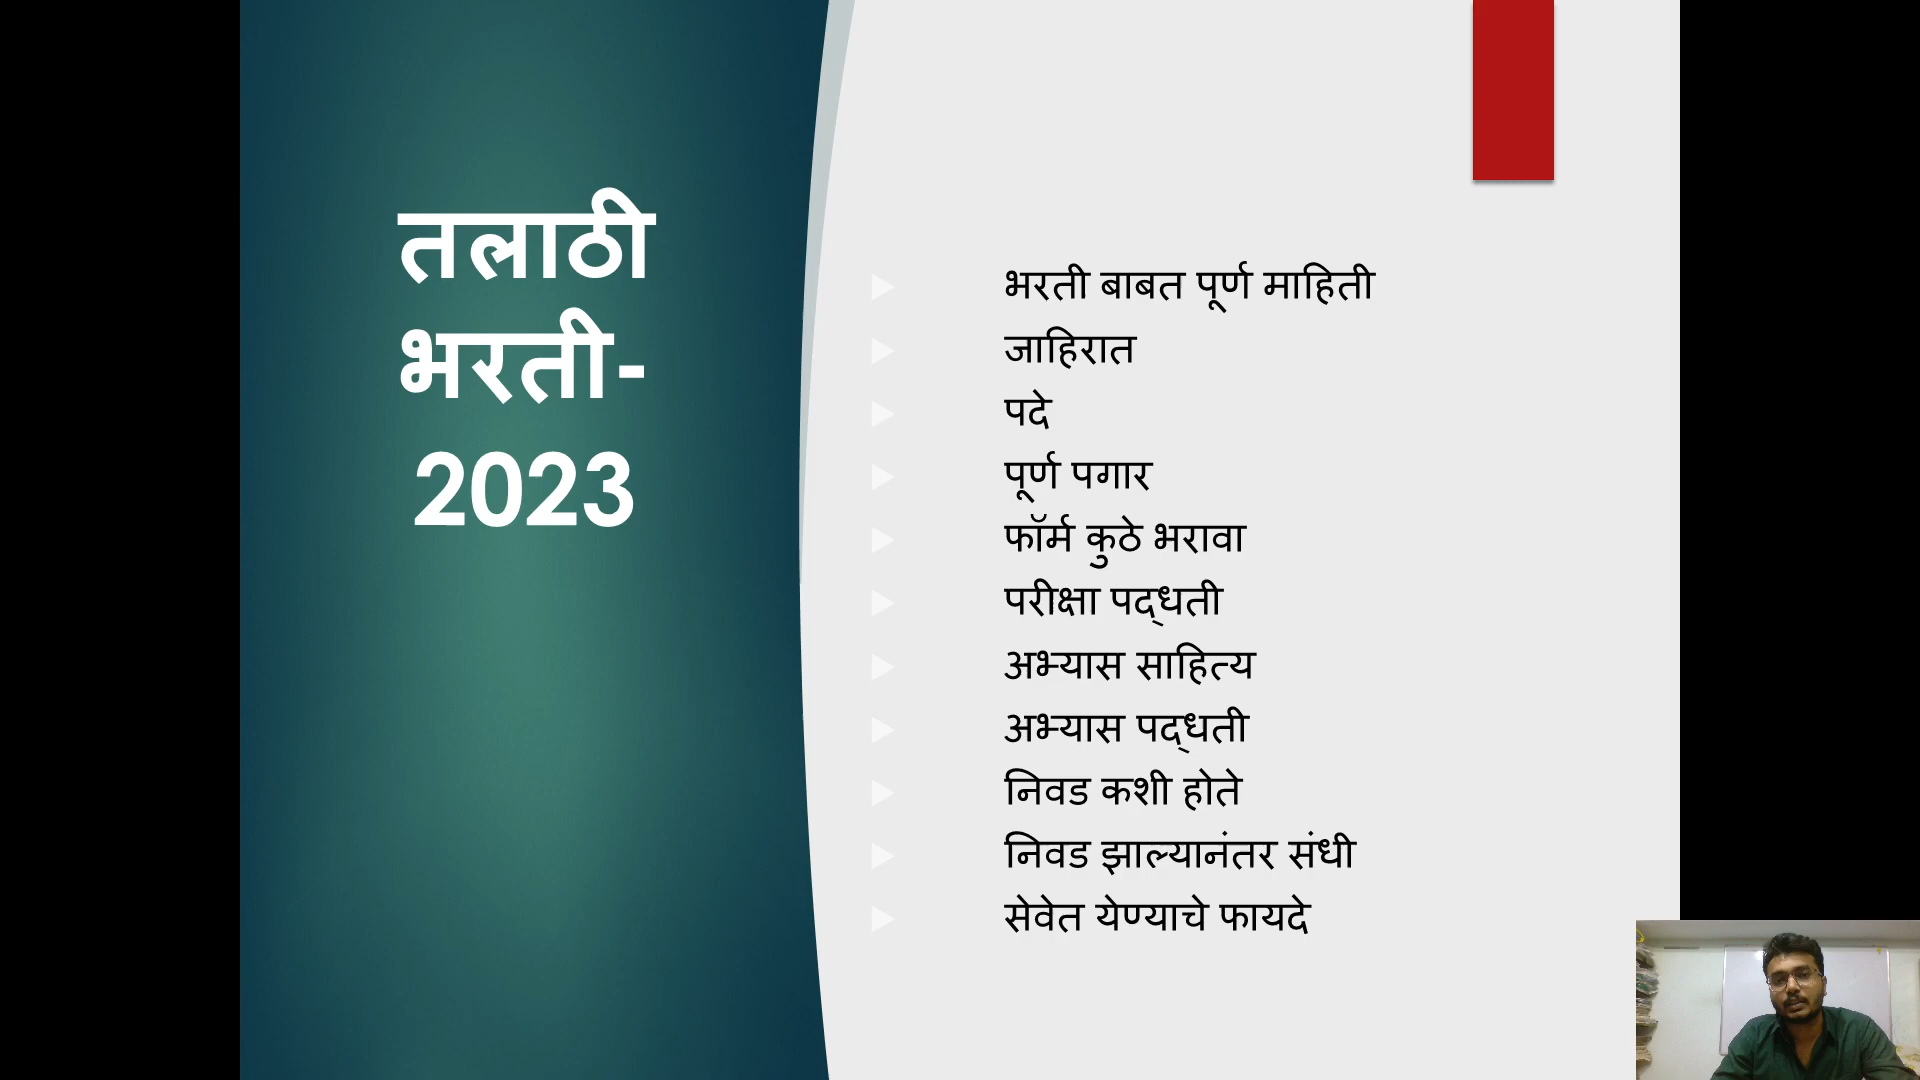 तलाठी
भरती-
2023
भरती बाबत पूर्ण माहिती
जाहिरात
पदे
पूर्ण पगार
फॉर्म कुठे भरावा
परीक्षा पद्धती
अभ्यास साहित्य
अभ्यास पद्धती
निवड कशी होते
निवड झाल्यानंतर संधी
सेवेत येण्याचे फायदे